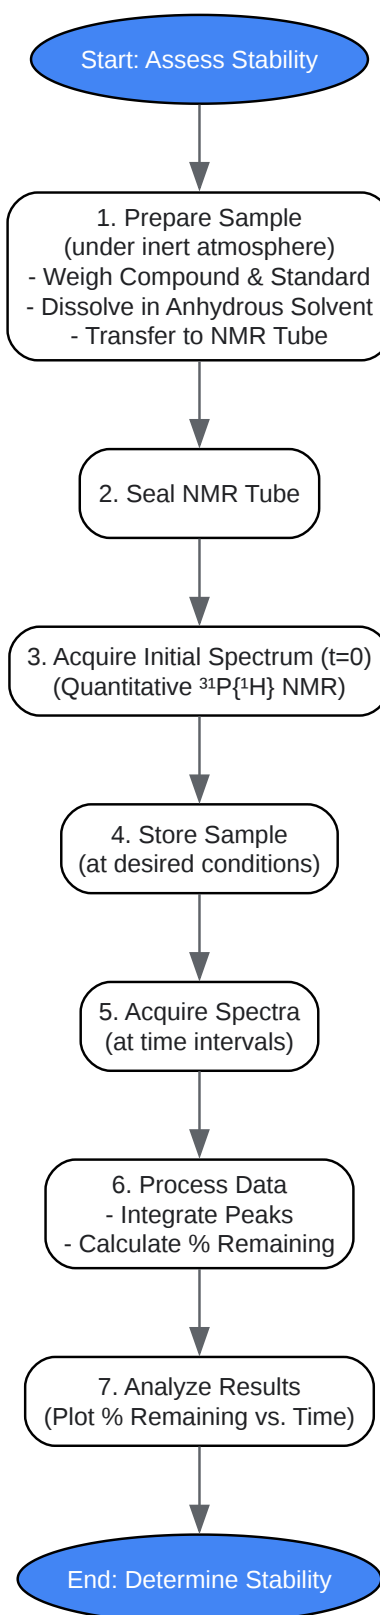 Start: Assess Stability
1. Prepare Sample
(under inert atmosphere)
- Weigh Compound & Standard
- Dissolve in Anhydrous Solvent
- Transfer to NMR Tube
2. Seal NMR Tube
3. Acquire Initial Spectrum (t=0)
(Quantitative ³¹P{¹H} NMR)
4. Store Sample
(at desired conditions)
5. Acquire Spectra
(at time intervals)
6. Process Data
- Integrate Peaks
- Calculate % Remaining
7. Analyze Results
(Plot % Remaining vs. Time)
End: Determine Stability